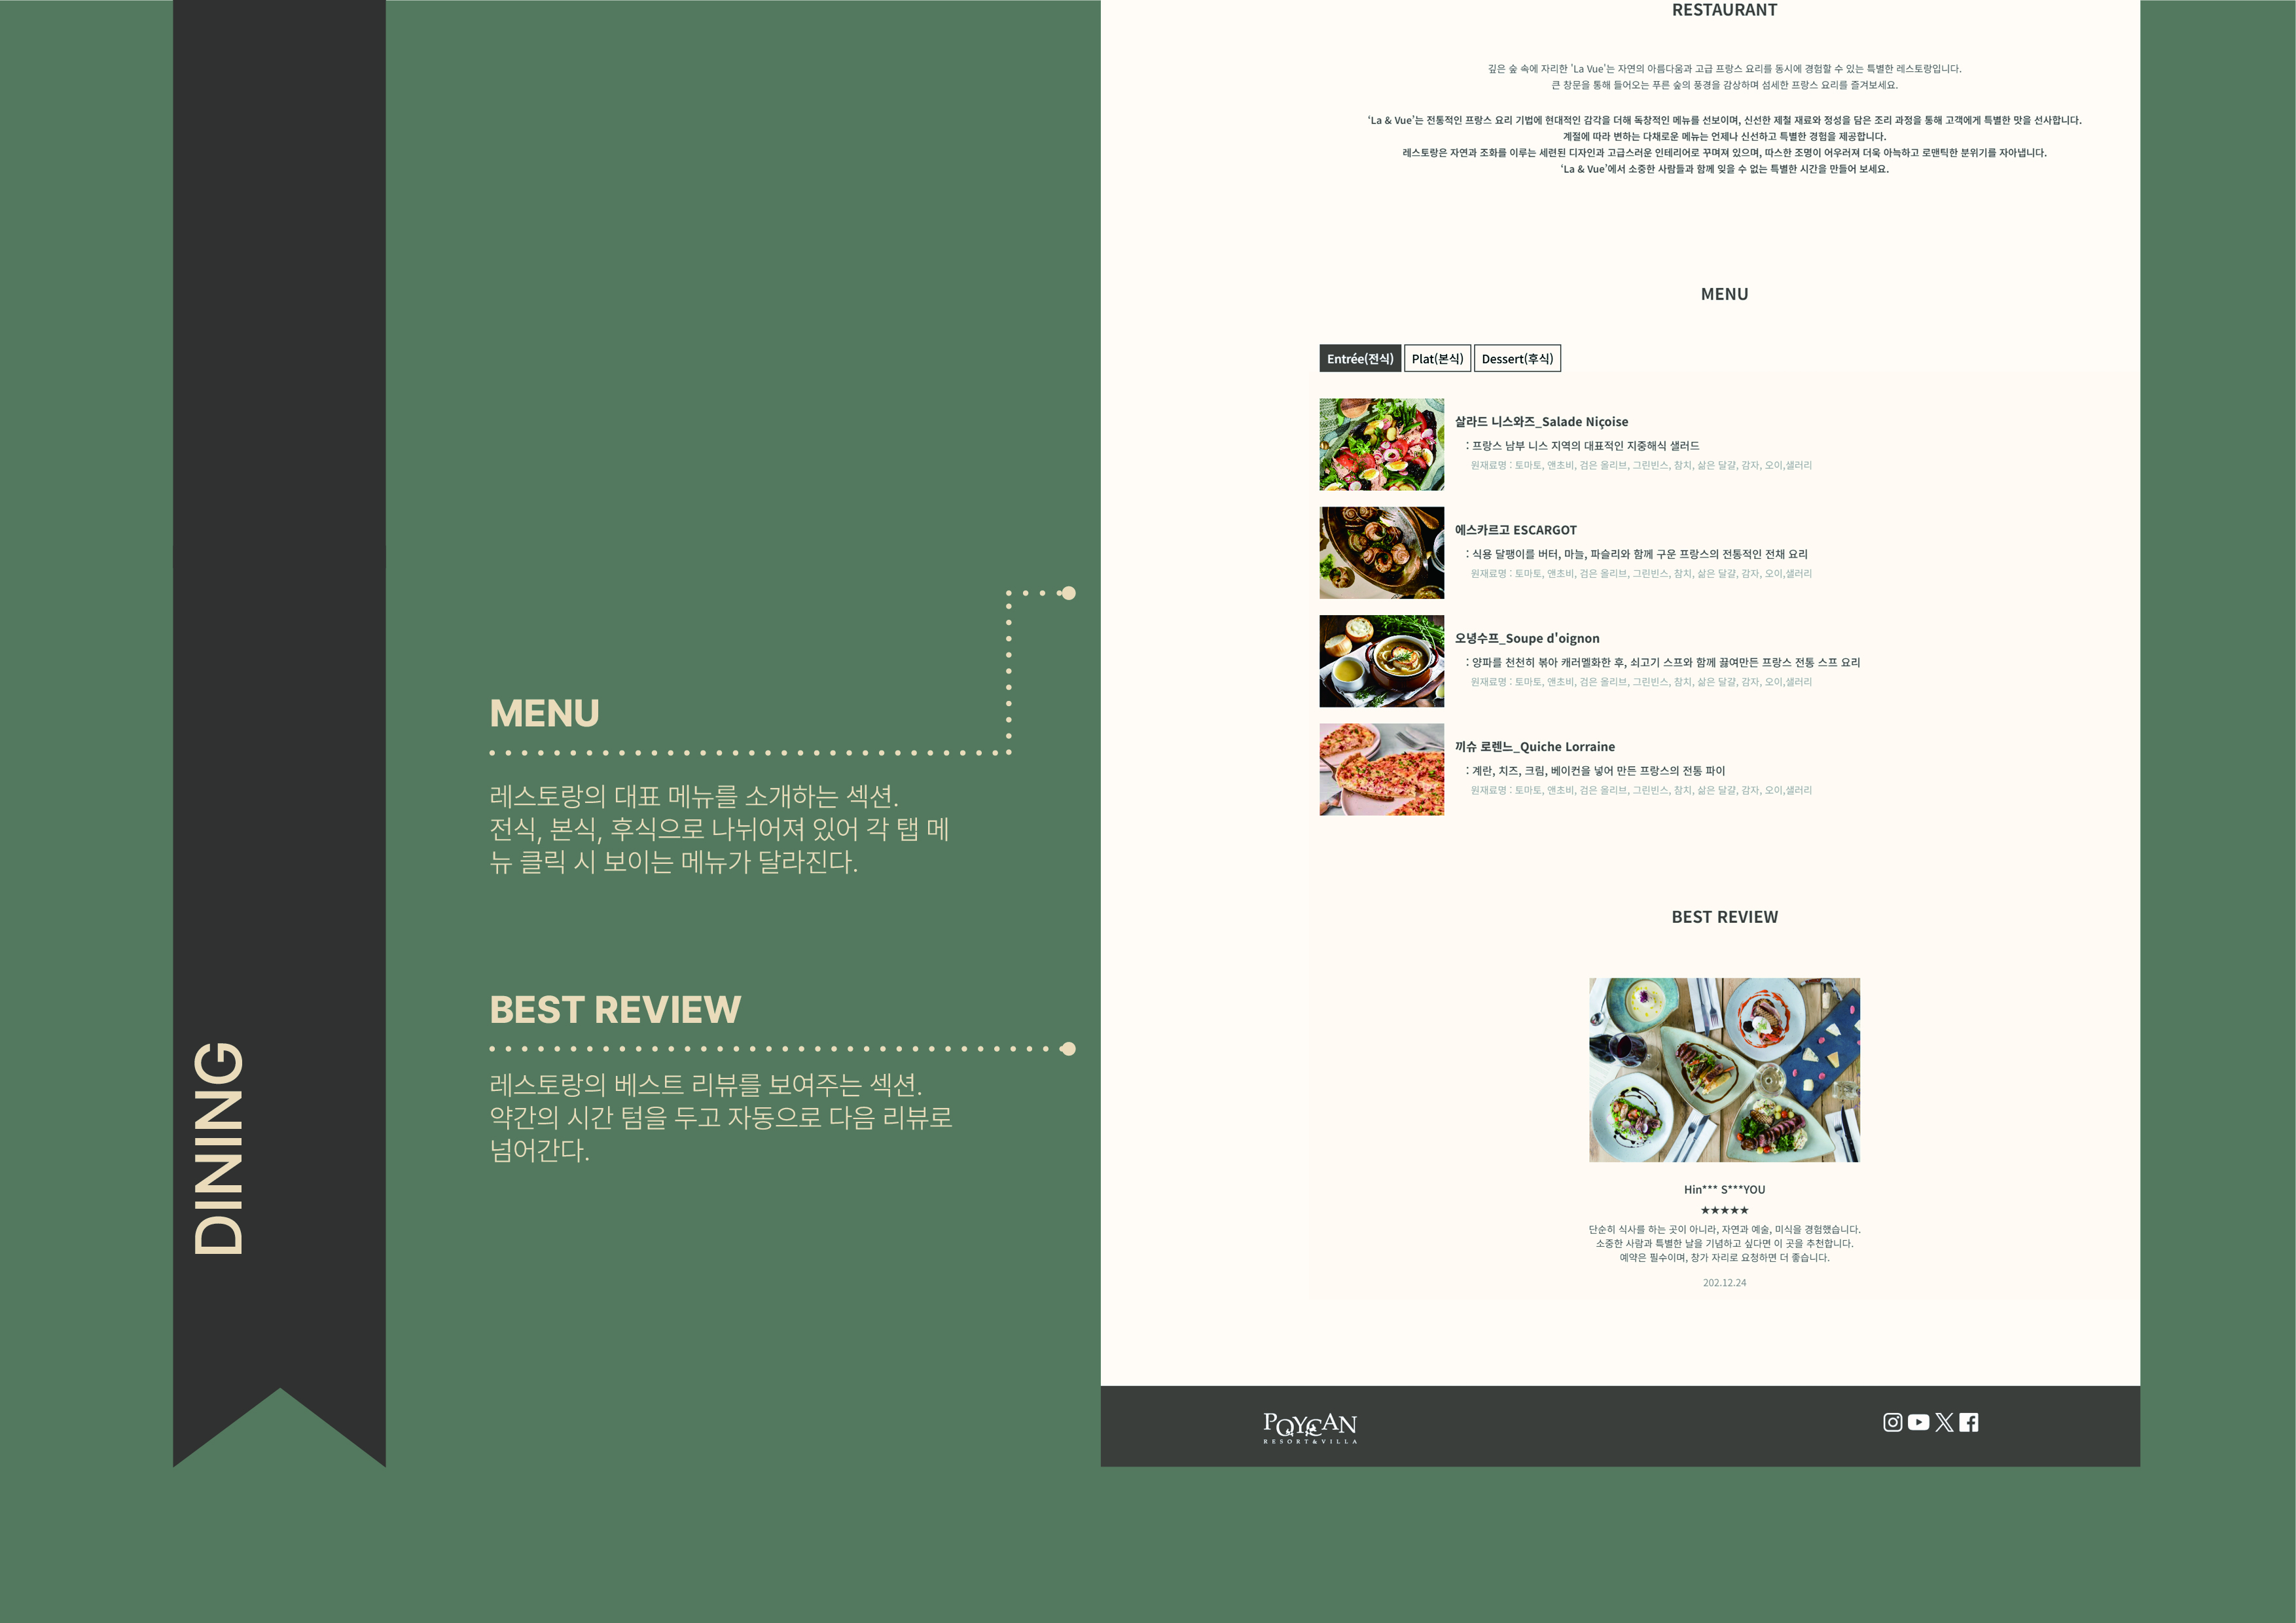 DINING
MENU
레스토랑의 대표 메뉴를 소개하는 섹션.
전식, 본식, 후식으로 나뉘어져 있어 각 탭 메
뉴 클릭 시 보이는 메뉴가 달라진다.
BEST REVIEW
레스토랑의 베스트 리뷰를 보여주는 섹션.
약간의 시간 텀을 두고 자동으로 다음 리뷰로
넘어간다.
RESTAURANT
깊은 숲 속에 자리한 'La Vue'는 자연의 아름다움과 고급 프랑스 요리를 동시에 경험할 수 있는 특별한 레스토랑입니다.
큰 창문을 통해 들어오는 푸른 숲의 풍경을 감상하며 섬세한 프랑스 요리를 즐겨보세요.
‘La & Vue’는 전통적인 프랑스 요리 기법에 현대적인 감각을 더해 독창적인 메뉴를 선보이며, 신선한 제철 재료와 정성을 담은 조리 과정을 통해 고객에게 특별한 맛을 선사합니다.
계절에 따라 변하는 다채로운 메뉴는 언제나 신선하고 특별한 경험을 제공합니다.
레스토랑은 자연과 조화를 이루는 세련된 디자인과 고급스러운 인테리어로 꾸며져 있으며, 따스한 조명이 어우러져 더욱 아늑하고 로맨틱한 분위기를 자아냅니다.
‘La & Vue’에서 소중한 사람들과 함께 잊을 수 없는 특별한 시간을 만들어 보세요.
MENU
Entrée(전식) Plat(본식) Dessert(후식)
살라드 니스와즈_Salade Niçoise
: 프랑스 남부 니스 지역의 대표적인 지중해식 샐러드
원재료명 : 토마토, 앤초비, 검은 올리브, 그린빈스, 참치, 삶은 달걀, 감자, 오이,샐러리
에스카르고 ESCARGOT
: 식용 달팽이를 버터, 마늘, 파슬리와 함께 구운 프랑스의 전통적인 전채 요리
원재료명 : 토마토, 앤초비, 검은 올리브, 그린빈스, 참치, 삶은 달걀, 감자, 오이,샐러리
오녕수프_Soupe d'oignon
: 양파를 천천히 볶아 캐러멜화한 후, 쇠고기 스프와 함께 끓여만든 프랑스 전통 스프 요리
원재료명 : 토마토, 앤초비, 검은 올리브, 그린빈스, 참치, 삶은 달걀, 감자, 오이,샐러리
끼슈 로렌느_Quiche Lorraine
: 계란, 치즈, 크림, 베이컨을 넣어 만든 프랑스의 전통 파이
원재료명 : 토마토, 앤초비, 검은 올리브, 그린빈스, 참치, 삶은 달걀, 감자, 오이,샐러리
BEST REVIEW
Hin*** S***YOU
★★★★★
단순히 식사를 하는 곳이 아니라, 자연과 예술, 미식을 경험했습니다.
소중한 사람과 특별한 날을 기념하고 싶다면 이 곳을 추천합니다.
예약은 필수이며, 창가 자리로 요청하면 더 좋습니다.
202.12.24
POYCAN
RESORT&VILLA